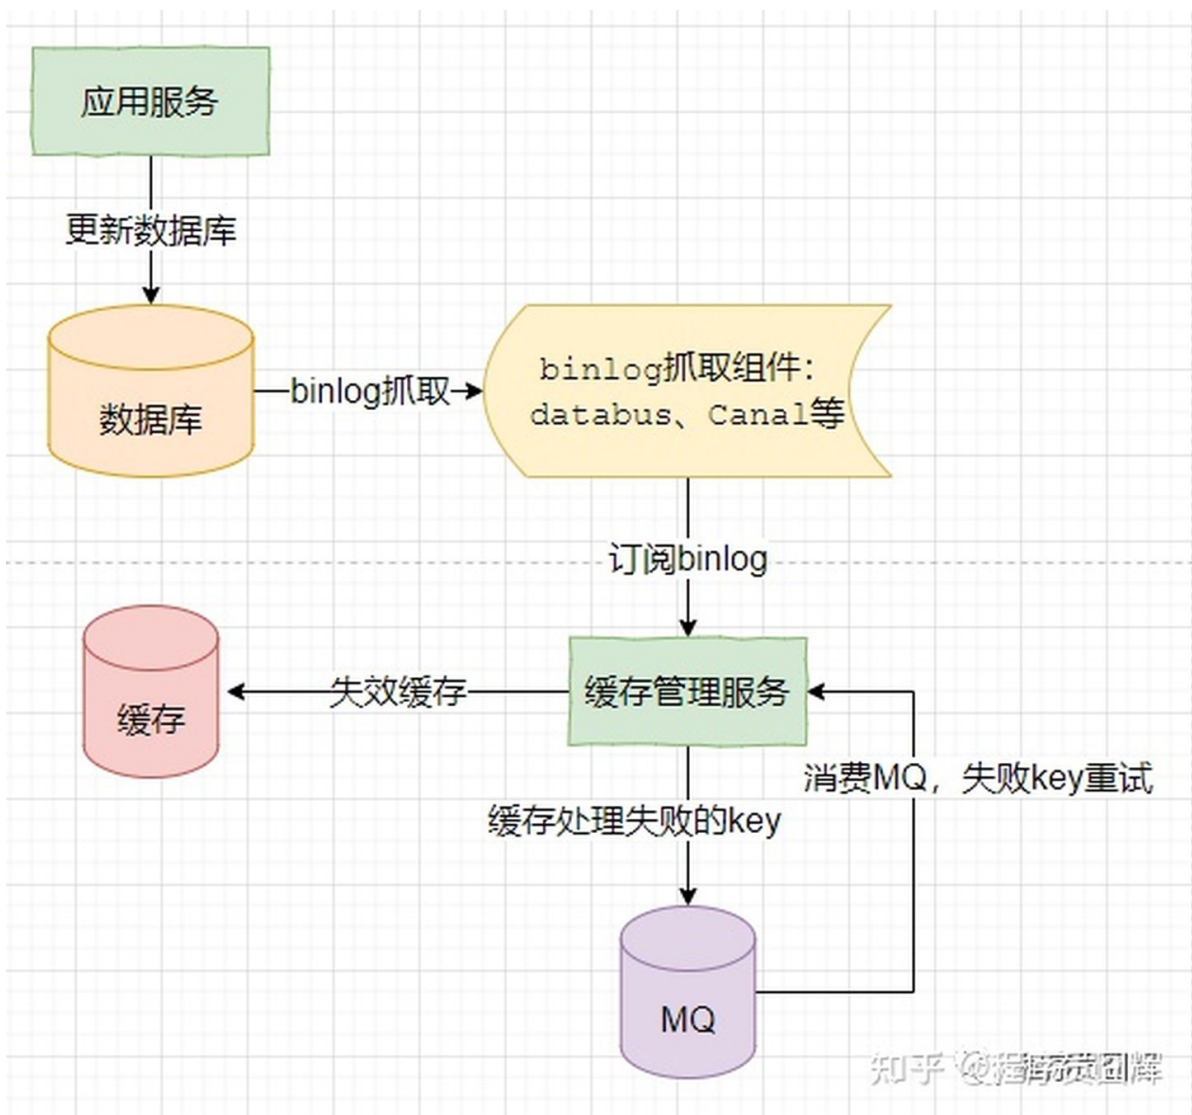 应用服务
更新数据库
数据库
binlog抓取
binlog抓取组件：
databus、Canal等
订阅binlog
缓存
失效缓存
缓存管理服务
消费MQ，失败key重试
缓存处理失败的key
MQ
知乎